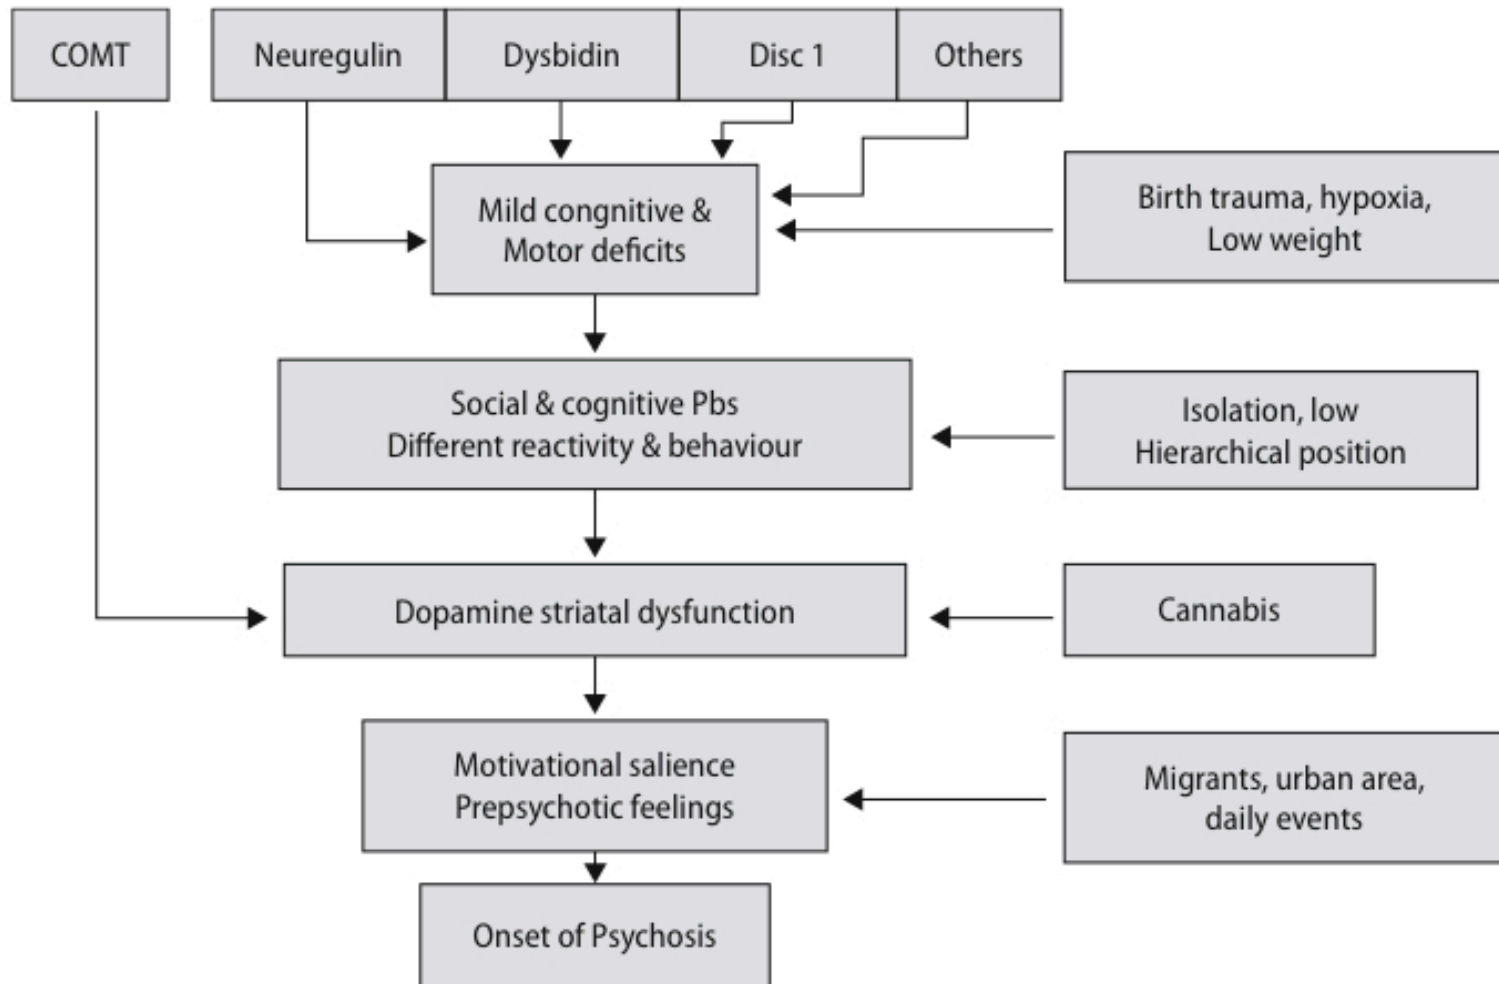 COMT
Neuregulin
Dysbidin
Disc 1
Others
Mild congnitive &
Motor deficits
Birth trauma, hypoxia,
Low weight
Social & cognitive Pbs
Different reactivity & behaviour
Isolation, low
Hierarchical position
Dopamine striatal dysfunction
Cannabis
Motivational salience
Prepsychotic feelings
Migrants, urban area,
daily events
Onset of Psychosis